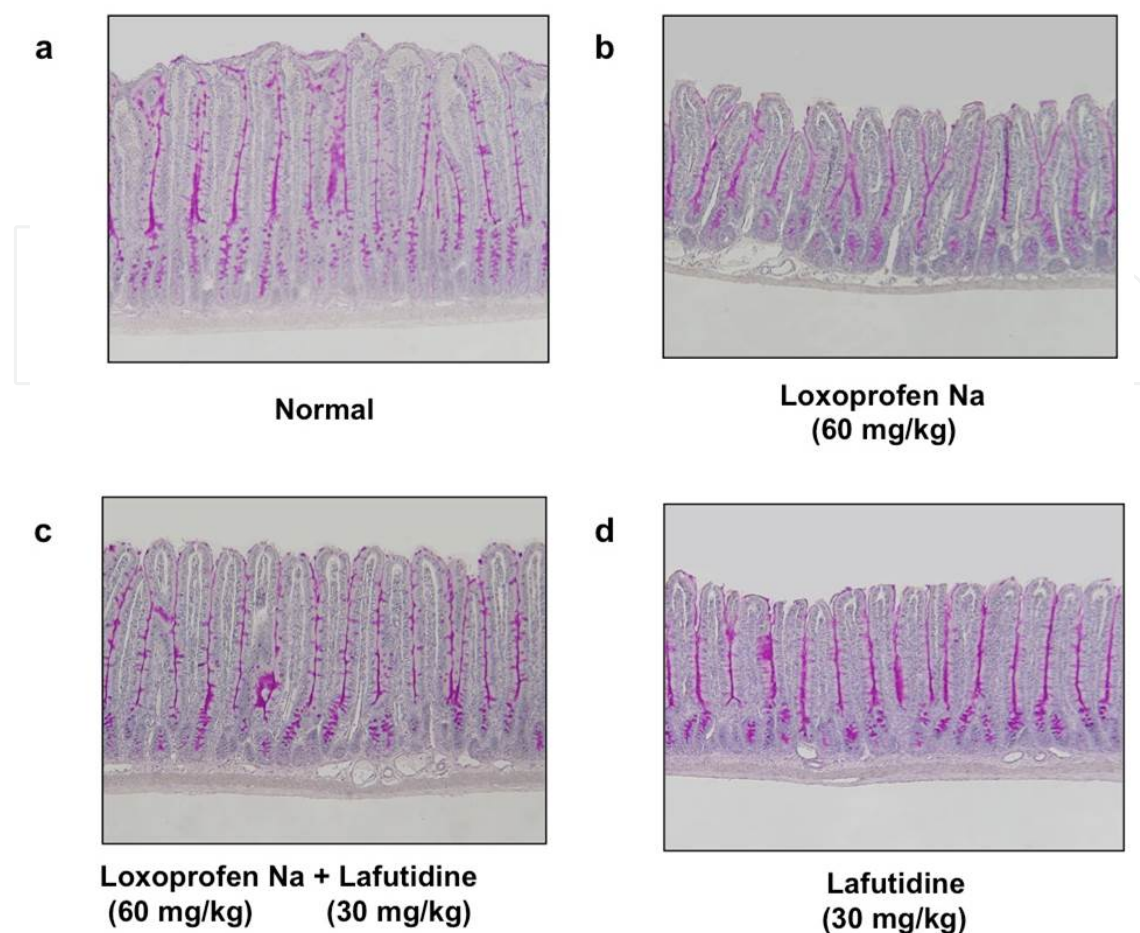 a
b
Normal
Loxoprofen Na
(60 mg/kg)
c
d
Loxoprofen Na + Lafutidine
(60 mg/kg) (30 mg/kg)
Lafutidine
(30 mg/kg)